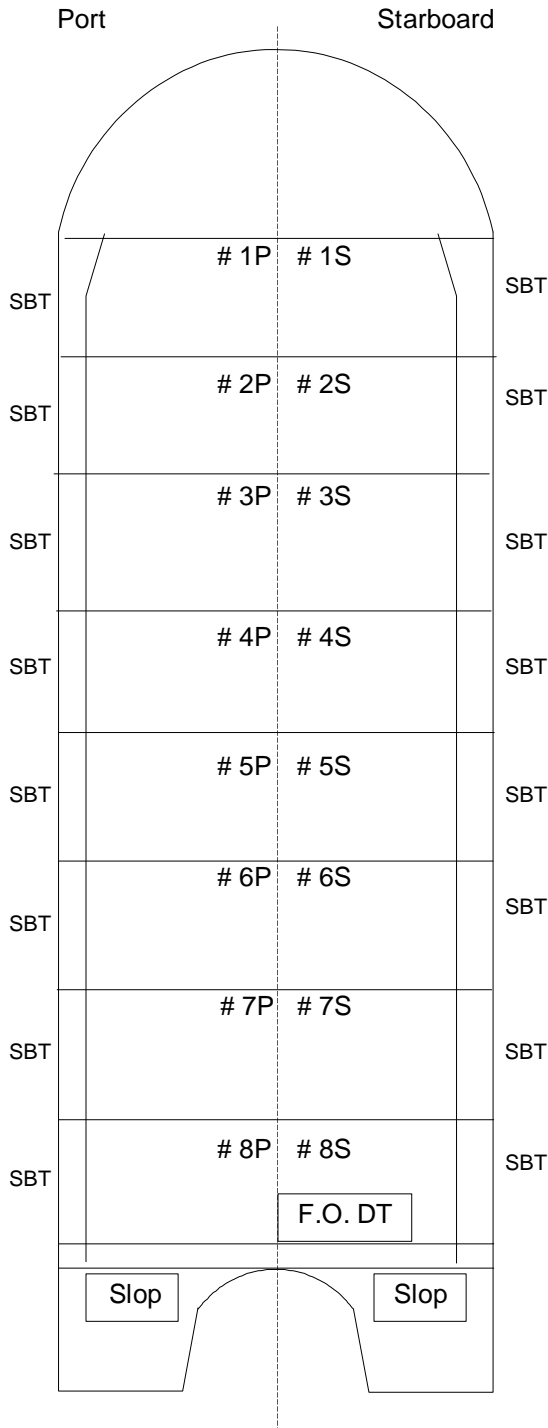 Port Starboard
# 1P # 1S
SBT SBT
# 2P # 2S
SBT SBT
# 3P # 3S
SBT SBT
# 4P # 4S
SBT SBT
# 5P # 5S
SBT SBT
# 6P # 6S
SBT SBT
# 7P # 7S
SBT SBT
# 8P # 8S
SBT SBT
F.O. DT
Slop Slop